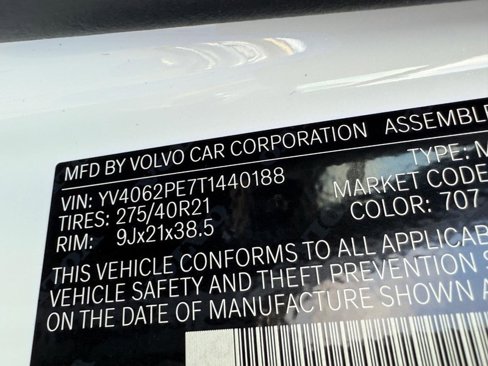 MFD BY VOLVO CAR CORPORATION ASSEMBLE
VIN: YV4062PE7T1440188 TYPE: M
TIRES: 275/40R21 MARKET CODE
RIM: 9Jx21x38.5 COLOR: 707
THIS VEHICLE CONFORMS TO ALL APPLICAB
VEHICLE SAFETY AND THEFT PREVENTION S
ON THE DATE OF MANUFACTURE SHOWN A